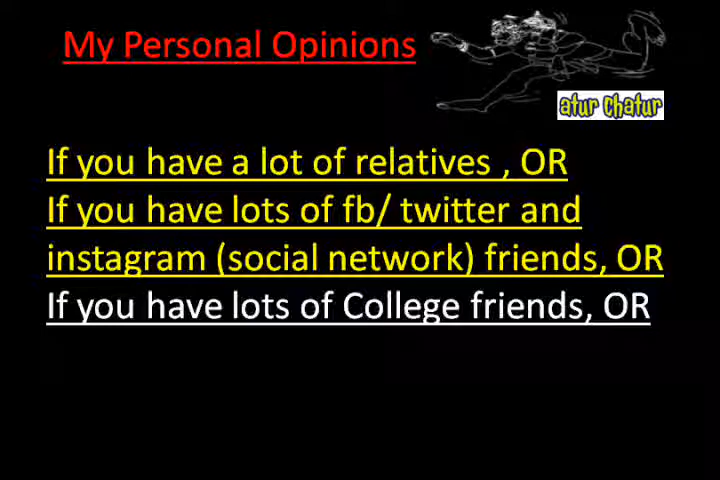 My Personal Opinions
atur chatur
If you have a lot of relatives , OR
If you have lots of fb/ twitter and
instagram (social network) friends, OR
If you have lots of College friends, OR